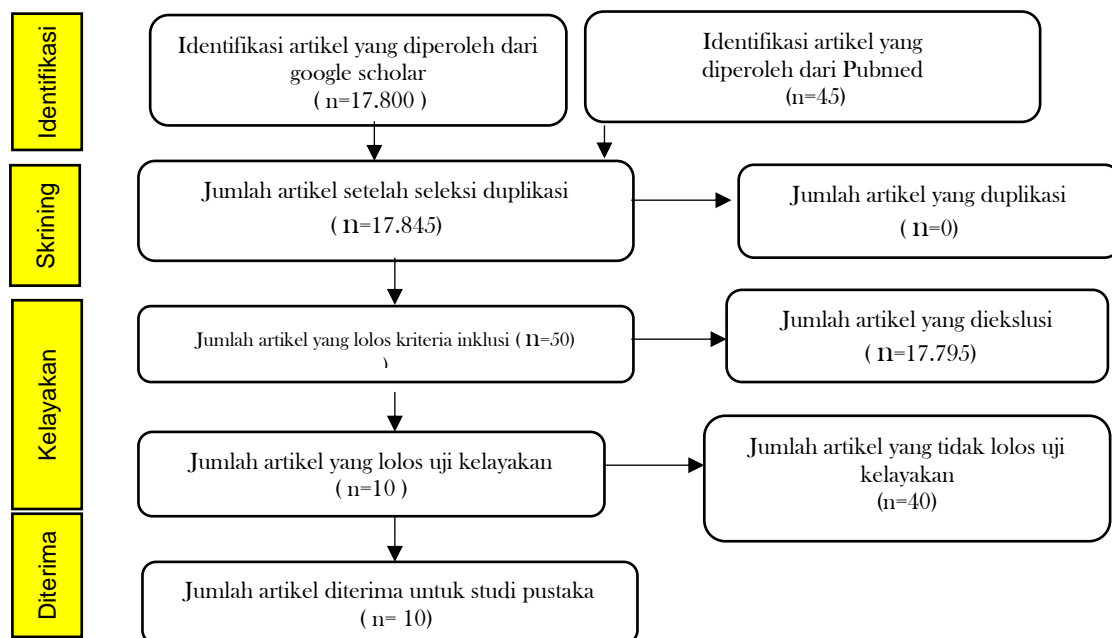 Identifikasi
Identifikasi artikel yang diperoleh dari
google scholar
( n=17.800 )
Identifikasi artikel yang
diperoleh dari Pubmed
(n=45)
Skrining
Jumlah artikel setelah seleksi duplikasi
( n=17.845)
Jumlah artikel yang duplikasi
( n=0)
Kelayakan
Jumlah artikel yang lolos kriteria inklusi ( n=50)
)
Jumlah artikel yang diekslusi
( n=17.795)
Jumlah artikel yang lolos uji kelayakan
( n=10 )
Jumlah artikel yang tidak lolos uji
kelayakan
(n=40)
Diterima
Jumlah artikel diterima untuk studi pustaka
( n= 10)